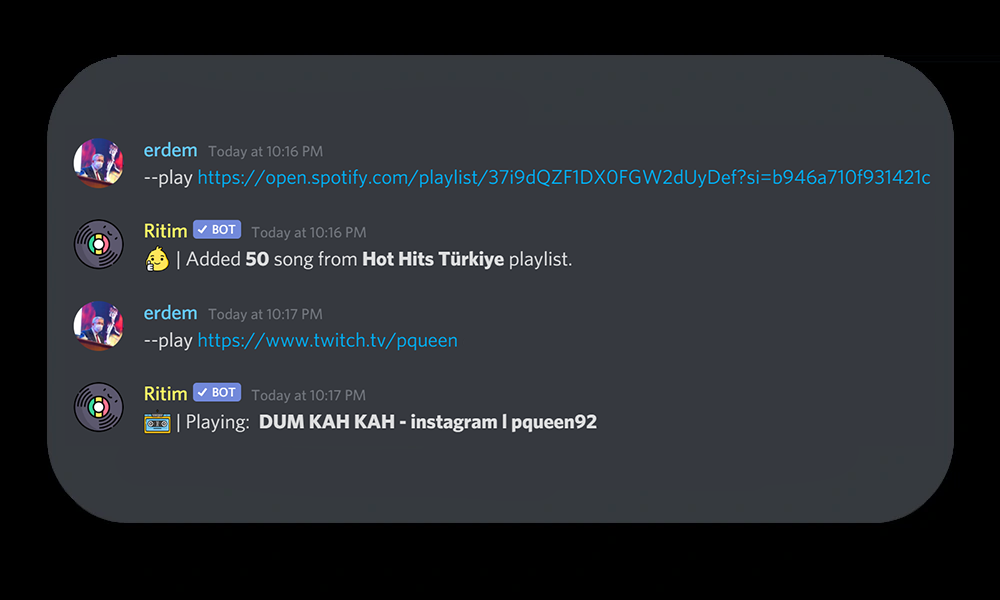 erdem Today at 10:16 PM
--play https://open.spotify.com/playlist/37i9dQZF1DX0FGW2dUyDef?si=b946a710f931421c
Ritim ✓ BOT Today at 10:16 PM
| Added 50 song from Hot Hits Türkiye playlist.
erdem Today at 10:17 PM
--play https://www.twitch.tv/pqueen
Ritim ✓ BOT Today at 10:17 PM
| Playing: DUM KAH KAH - instagram l pqueen92